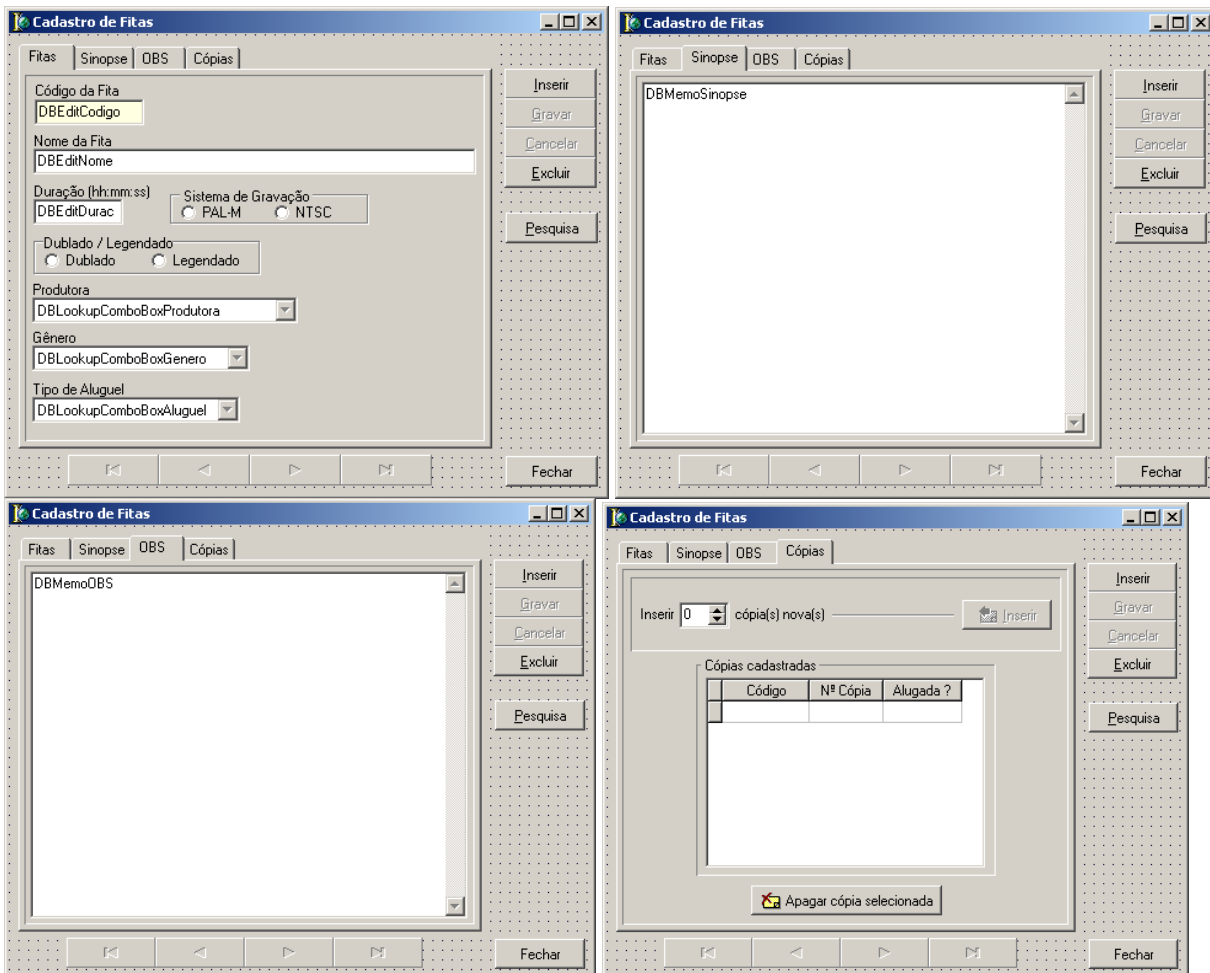 Cadastro de Fitas
Fitas Sinopse OBS Cópias
Código da Fita
DBEditCodigo
Nome da Fita
DBEditNome
Duração (hh:mm:ss)
DBEditDurac
Sistema de Gravação
PAL-M NTSC
Dublado / Legendado
Dublado Legendado
Produtora
DBLookupComboBoxProdutora
Gênero
DBLookupComboBoxGenero
Tipo de Aluguel
DBLookupComboBoxAluguel
Inserir
Gravar
Cancelar
Excluir
Pesquisa
Fechar
Cadastro de Fitas
Fitas Sinopse OBS Cópias
DBMemoSinopse
Inserir
Gravar
Cancelar
Excluir
Pesquisa
Fechar
Cadastro de Fitas
Fitas Sinopse OBS Cópias
DBMemoOBS
Inserir
Gravar
Cancelar
Excluir
Pesquisa
Fechar
Cadastro de Fitas
Fitas Sinopse OBS Cópias
Inserir 0 cópia(s) nova(s) Inserir
Cópias cadastradas
Código Nº Cópia Alugada ?
Apagar cópia selecionada
Inserir
Gravar
Cancelar
Excluir
Pesquisa
Fechar